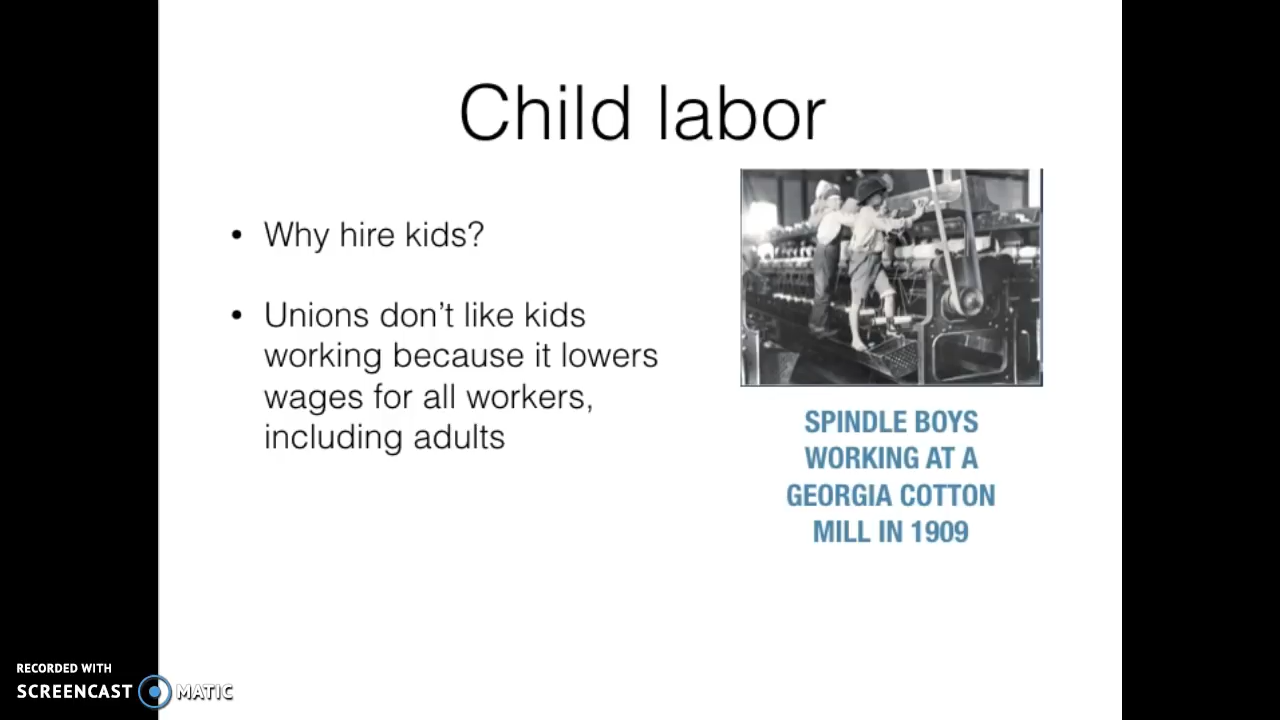 Child labor
• Why hire kids?
• Unions don't like kids
working because it lowers
wages for all workers,
including adults
SPINDLE BOYS
WORKING AT A
GEORGIA COTTON
MILL IN 1909
RECORDED WITH
SCREENCAST MATIC